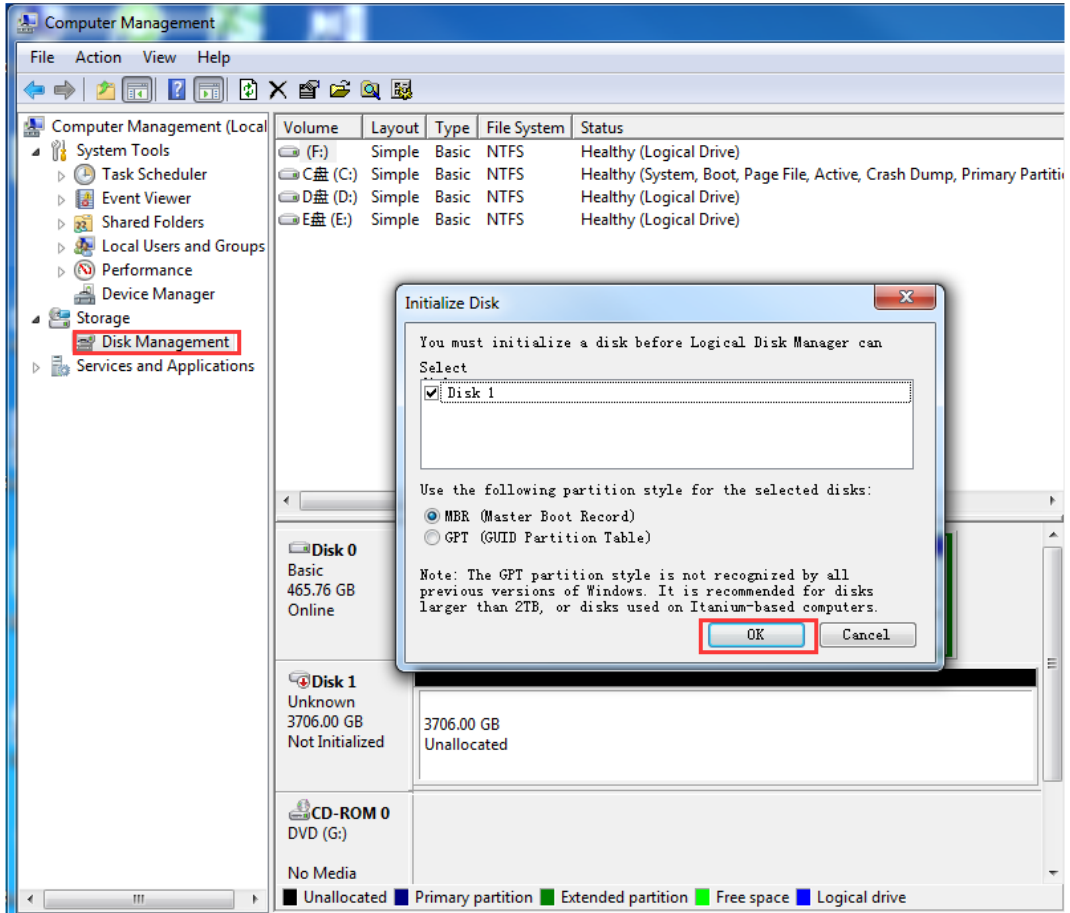 Computer Management
File Action View Help
Computer Management (Local
System Tools
Task Scheduler
Event Viewer
Shared Folders
Local Users and Groups
Performance
Device Manager
Storage
Disk Management
Services and Applications
Volume Layout Type File System Status
(F:) Simple Basic NTFS Healthy (Logical Drive)
C盘 (C:) Simple Basic NTFS Healthy (System, Boot, Page File, Active, Crash Dump, Primary Partiti
D盘 (D:) Simple Basic NTFS Healthy (Logical Drive)
E盘 (E:) Simple Basic NTFS Healthy (Logical Drive)
Initialize Disk
You must initialize a disk before Logical Disk Manager can
Select
Disk 1
Use the following partition style for the selected disks:
MBR (Master Boot Record)
GPT (GUID Partition Table)
Note: The GPT partition style is not recognized by all
previous versions of Windows. It is recommended for disks
larger than 2TB, or disks used on Itanium-based computers.
OK Cancel
Disk 0
Basic
465.76 GB
Online
Disk 1
Unknown
3706.00 GB
Not Initialized
3706.00 GB
Unallocated
CD-ROM 0
DVD (G:)
No Media
Unallocated Primary partition Extended partition Free space Logical drive